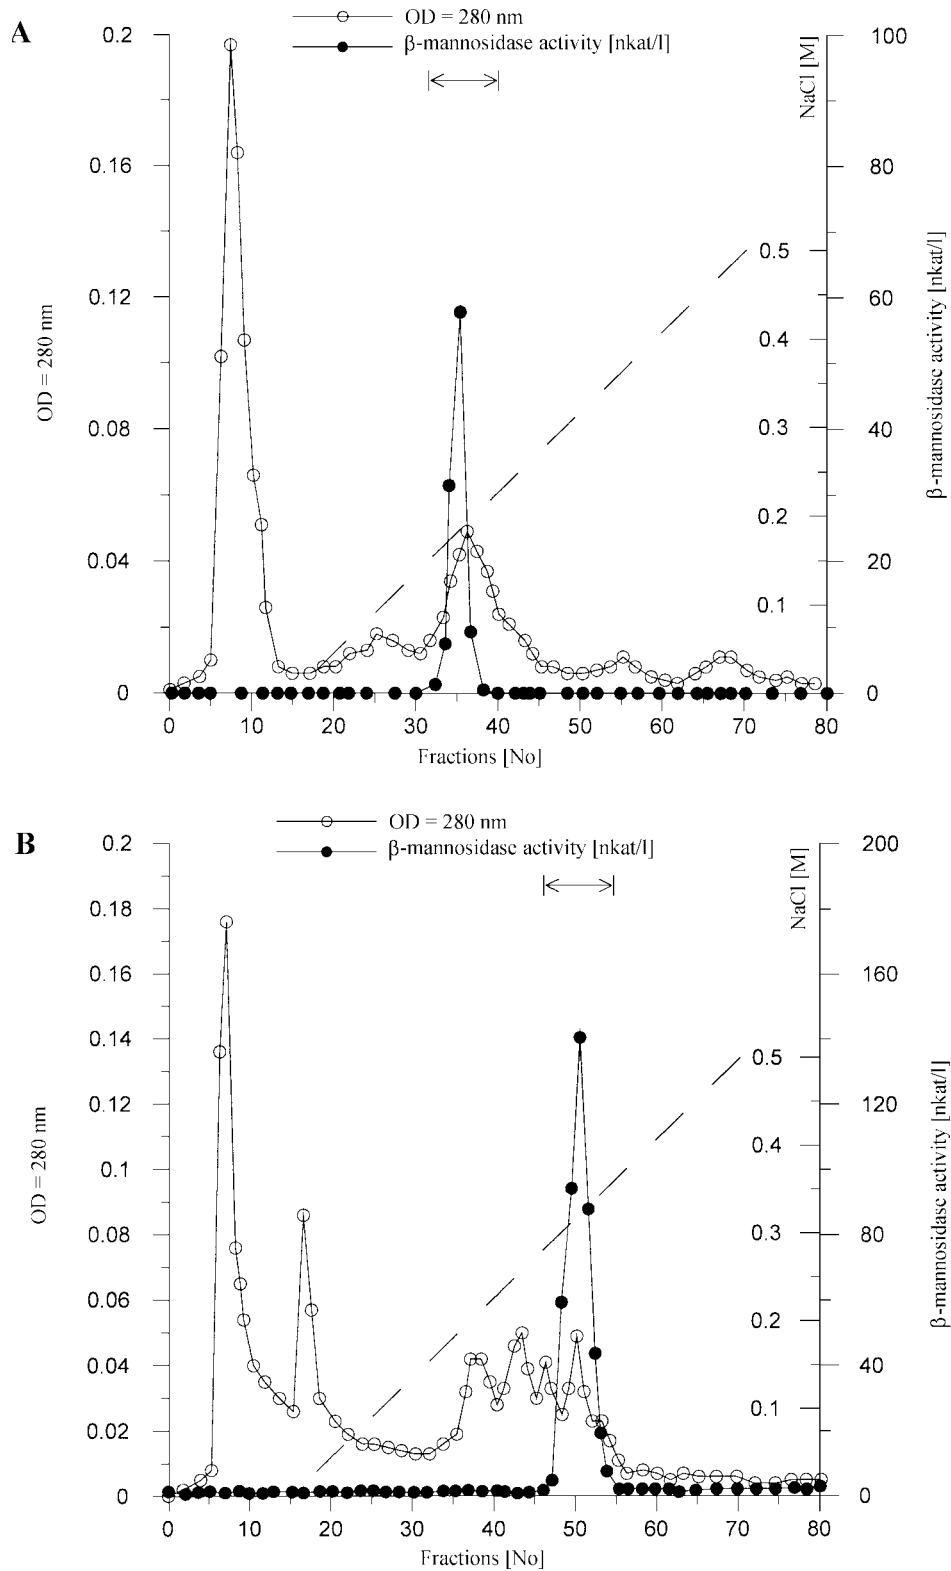 A
OD = 280 nm
β-mannosidase activity [nkat/l]
0.2
0.16
0.12
0.08
0.04
0
OD = 280 nm
NaCl [M]
0.5
0.4
0.3
0.2
0.1
100
80
60
40
20
0
β-mannosidase activity [nkat/l]
0 10 20 30 40 50 60 70 80
Fractions [No]
B
OD = 280 nm
β-mannosidase activity [nkat/l]
0.2
0.18
0.16
0.14
0.12
0.1
0.08
0.06
0.04
0.02
0
OD = 280 nm
NaCl [M]
0.5
0.4
0.3
0.2
0.1
200
160
120
80
40
0
β-mannosidase activity [nkat/l]
0 10 20 30 40 50 60 70 80
Fractions [No]